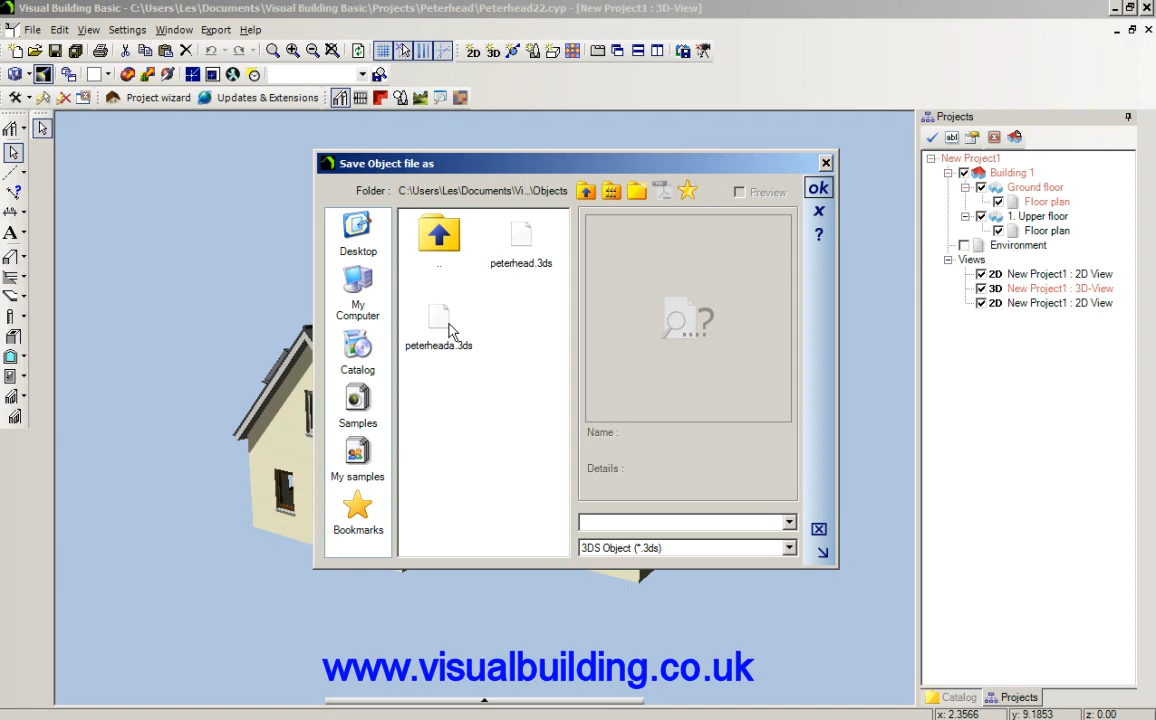 Visual Building Basic - C:\Users\Les\Documents\Visual Building Basic\Projects\Peterhead\Peterhead22.cyp - [New Project1 : 3D-View]
File Edit View Settings Window Export Help
2D 3D
Project wizard Updates & Extensions
Projects
abl
New Project1
Building 1
Ground floor
Floor plan
1. Upper floor
Floor plan
Environment
Views
2D New Project1 : 2D View
3D New Project1 : 3D-View
2D New Project1 : 2D View
Save Object file as
Folder : C:\Users\Les\Documents\Vi...\Objects
Preview
ok
x
?
Desktop
My Computer
Catalog
Samples
My samples
Bookmarks
..
peterhead.3ds
peterheada.3ds
....?
Name :
Details :
3DS Object (*.3ds)
A
www.visualbuilding.co.uk
Catalog Projects
x: 2.3566 y: 9.1853 z: 0.00